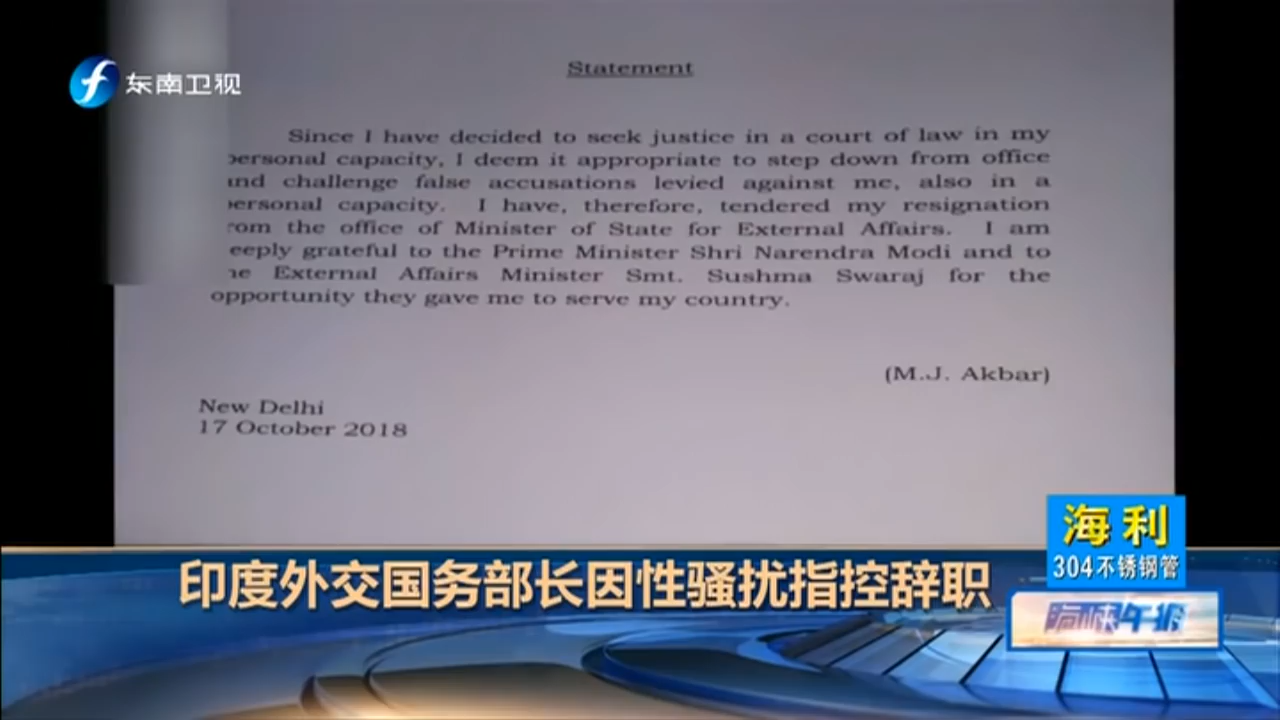 东南卫视
Statement
Since I have decided to seek justice in a court of law in my
personal capacity, I deem it appropriate to step down from office
and challenge false accusations levied against me, also in a
personal capacity. I have, therefore, tendered my resignation
from the office of Minister of State for External Affairs. I am
deeply grateful to the Prime Minister Shri Narendra Modi and to
the External Affairs Minister Smt. Sushma Swaraj for the
opportunity they gave me to serve my country.
(M.J. Akbar)
New Delhi
17 October 2018
海利
304不锈钢管
印度外交国务部长因性骚扰指控辞职
海峡午报